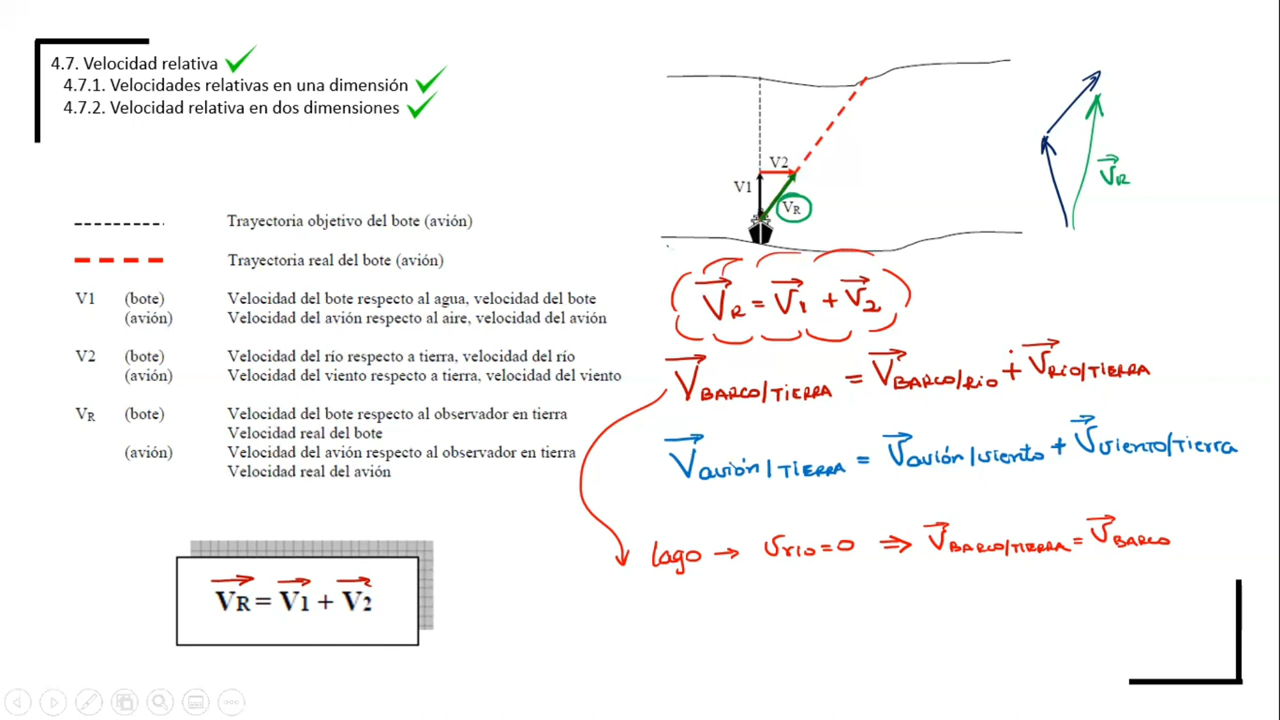 4.7. Velocidad relativa
4.7.1. Velocidades relativas en una dimensión
4.7.2. Velocidad relativa en dos dimensiones
Trayectoria objetivo del bote (avión)
Trayectoria real del bote (avión)
V1 (bote) Velocidad del bote respecto al agua, velocidad del bote
(avión) Velocidad del avión respecto al aire, velocidad del avión
V2 (bote) Velocidad del río respecto a tierra, velocidad del río
(avión) Velocidad del viento respecto a tierra, velocidad del viento
VR (bote) Velocidad del bote respecto al observador en tierra
Velocidad real del bote
(avión) Velocidad del avión respecto al observador en tierra
Velocidad real del avión
VR = V1 + V2
V2
V1
VR
VR
VR = V1 + V2
VBARCO/TIERRA = VBARCO/RIO + VRIO/TIERRA
Vavión/TIERRA = Vavión/viento + Vviento/tierra
lago → Vrio = 0 ⇒ VBARCO/TIERRA = VBARCO